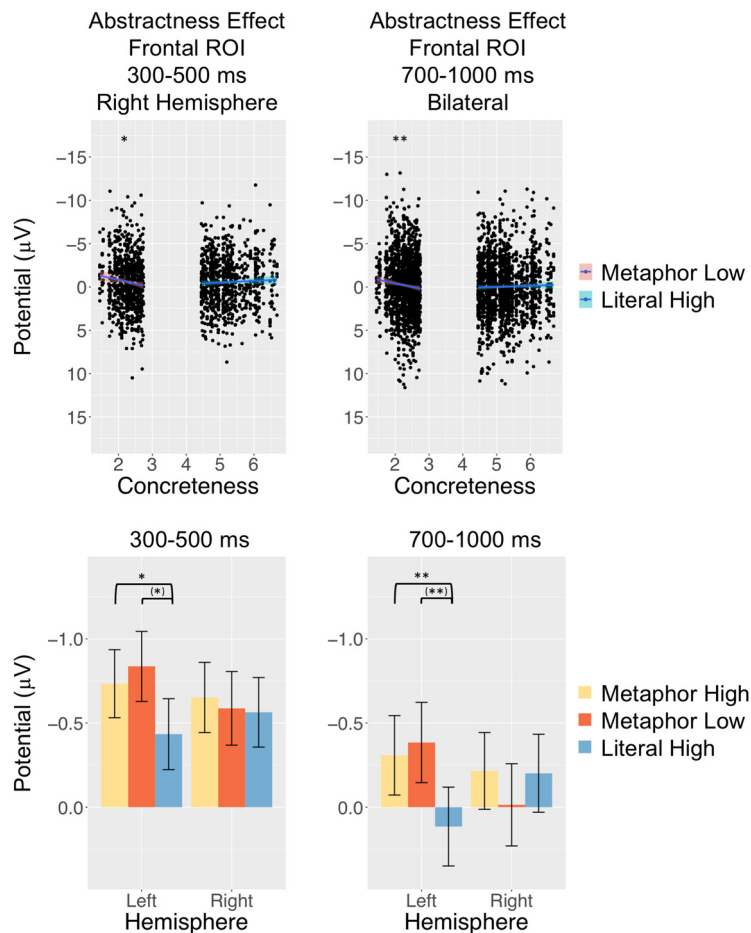 Abstractness Effect
Frontal ROI
300-500 ms
Right Hemisphere
Abstractness Effect
Frontal ROI
700-1000 ms
Bilateral
*
**
−15
−10
−5
0
5
10
15
Potential (μV)
2 3 4 5 6
Concreteness
−15
−10
−5
0
5
10
15
2 3 4 5 6
Concreteness
Metaphor Low
Literal High
300-500 ms
700-1000 ms
*
(*)
**
(**)
−1.0
−0.5
0.0
Potential (μV)
Left Right
Hemisphere
−1.0
−0.5
0.0
Left Right
Hemisphere
Metaphor High
Metaphor Low
Literal High